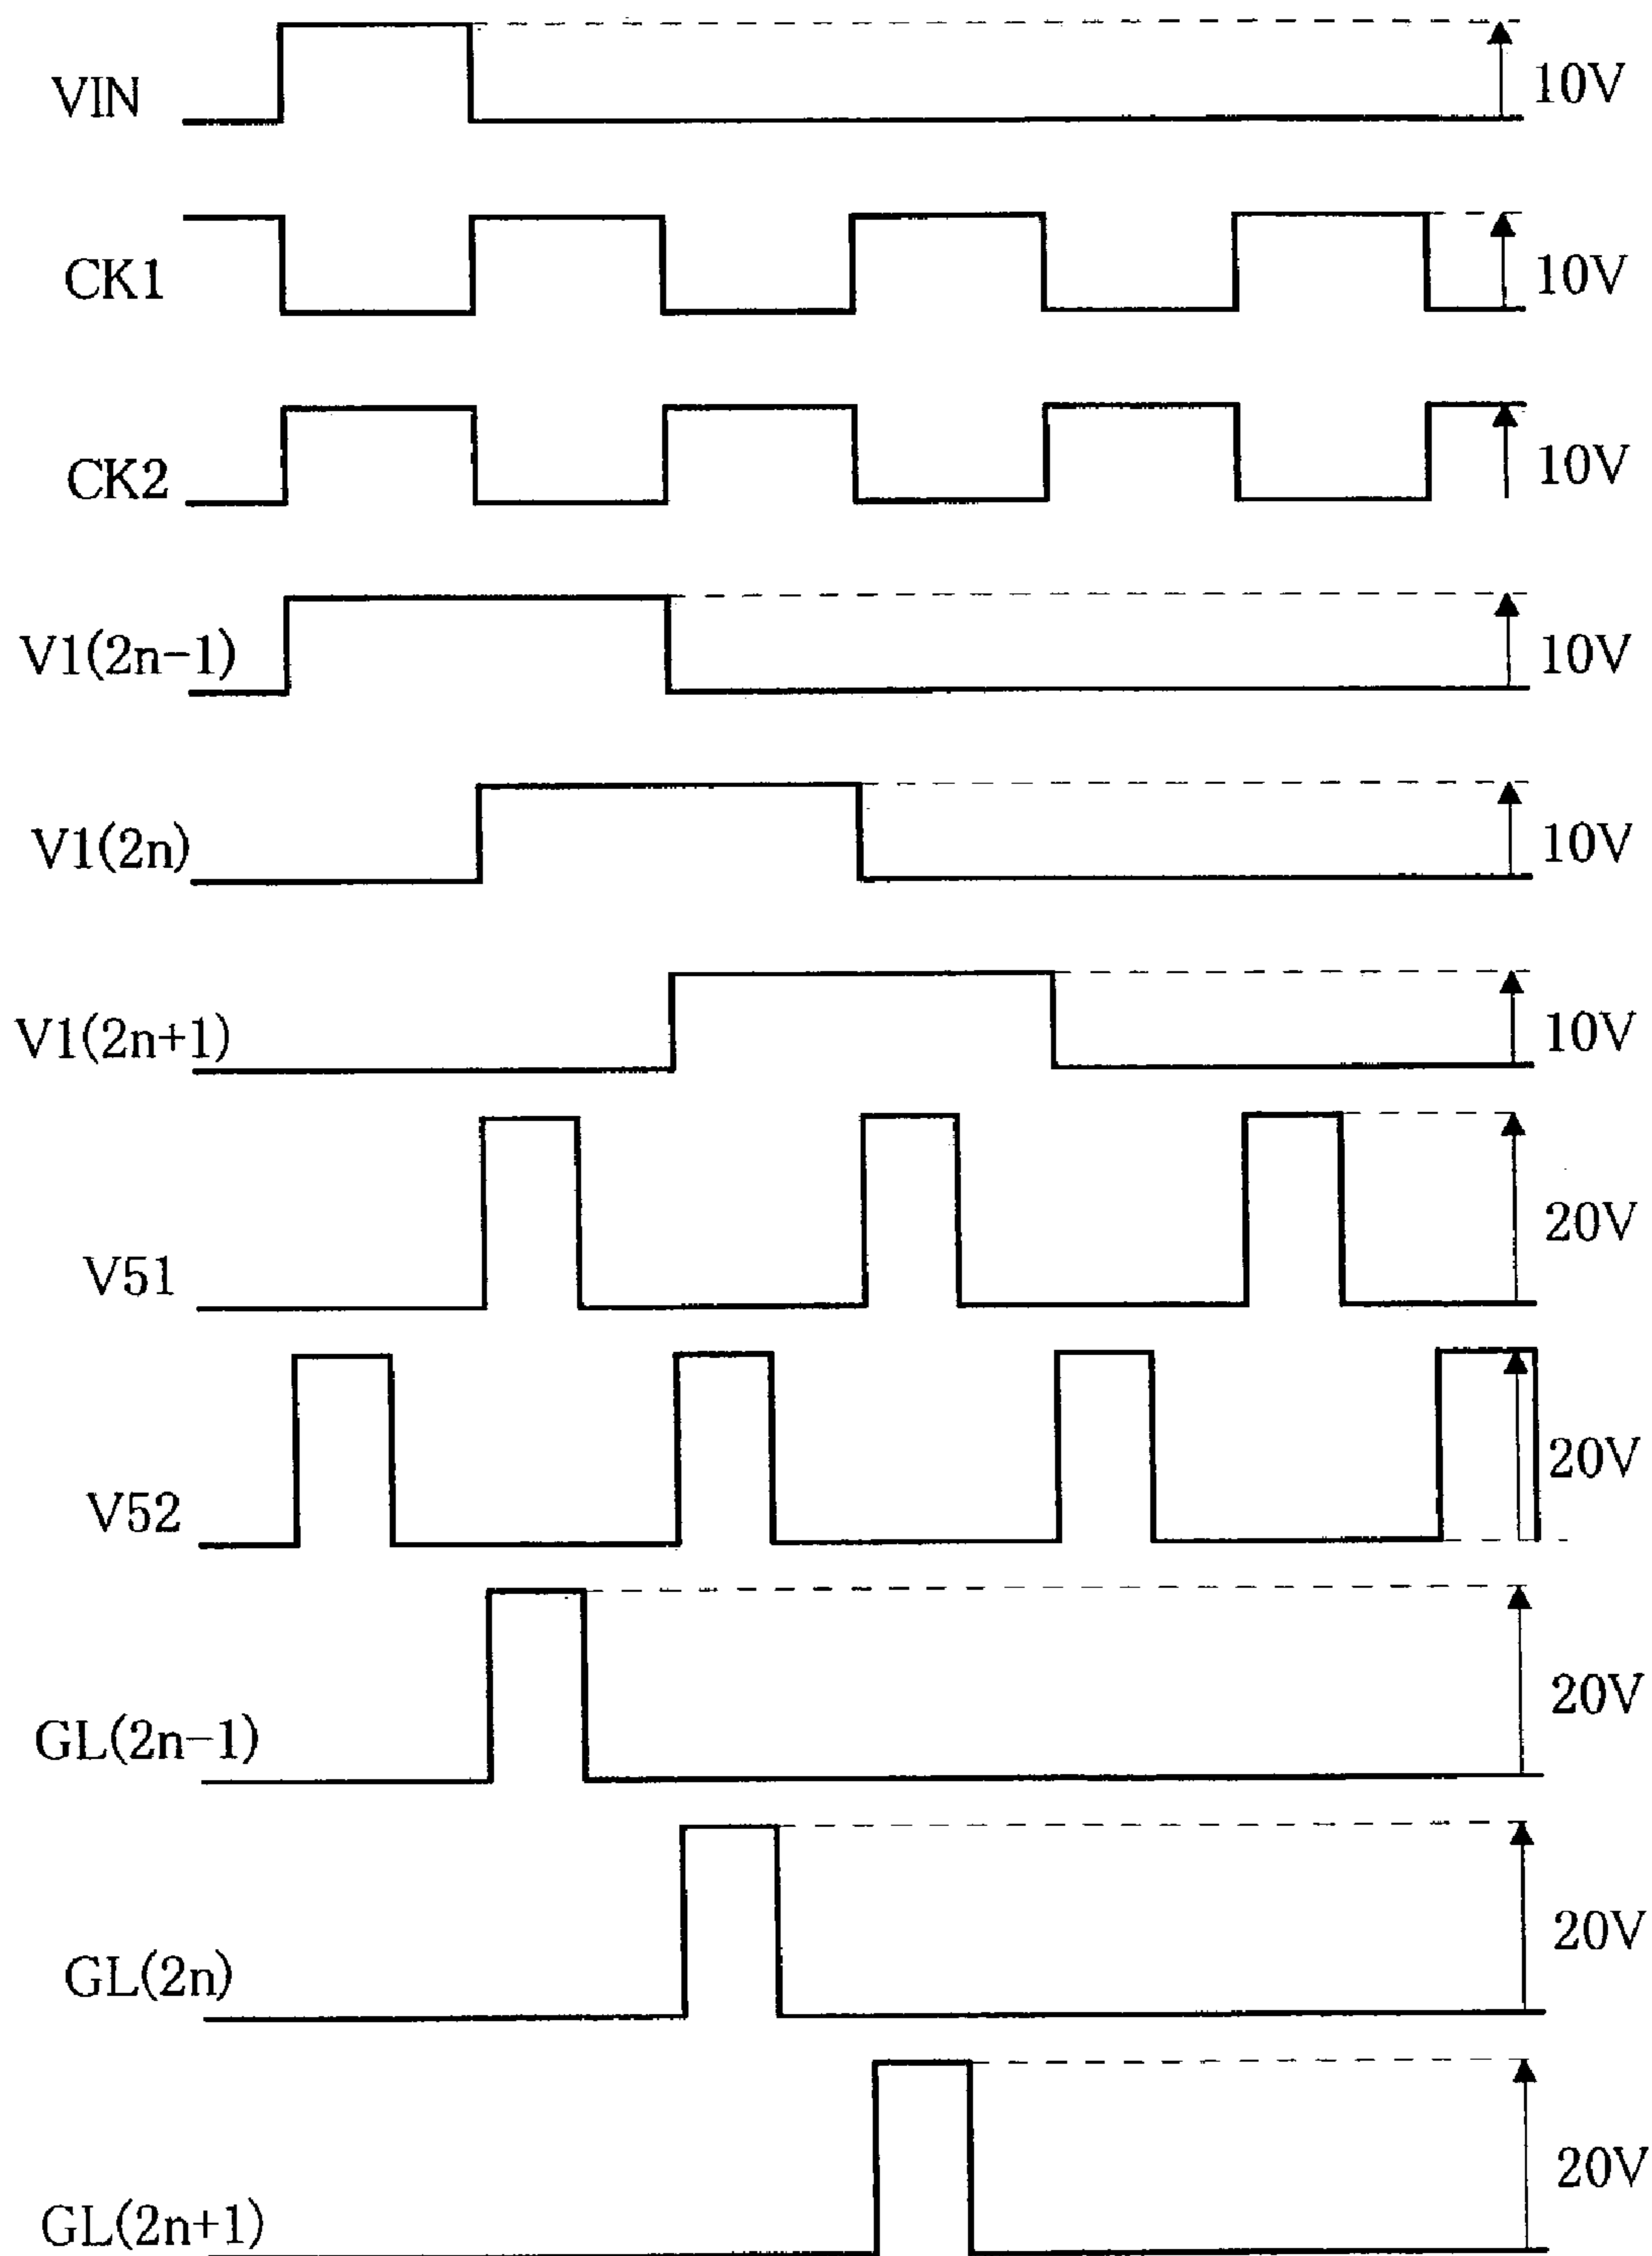 VIN 10V
CK1 10V
CK2 10V
V1(2n-1) 10V
V1(2n) 10V
V1(2n+1) 10V
V51 20V
V52 20V
GL(2n-1) 20V
GL(2n) 20V
GL(2n+1) 20V